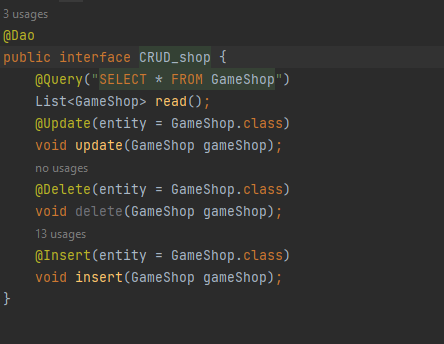 3 usages
@Dao
public interface CRUD_shop {
@Query("SELECT * FROM GameShop")
List<GameShop> read();
@Update(entity = GameShop.class)
void update(GameShop gameShop);
no usages
@Delete(entity = GameShop.class)
void delete(GameShop gameShop);
13 usages
@Insert(entity = GameShop.class)
void insert(GameShop gameShop);
}